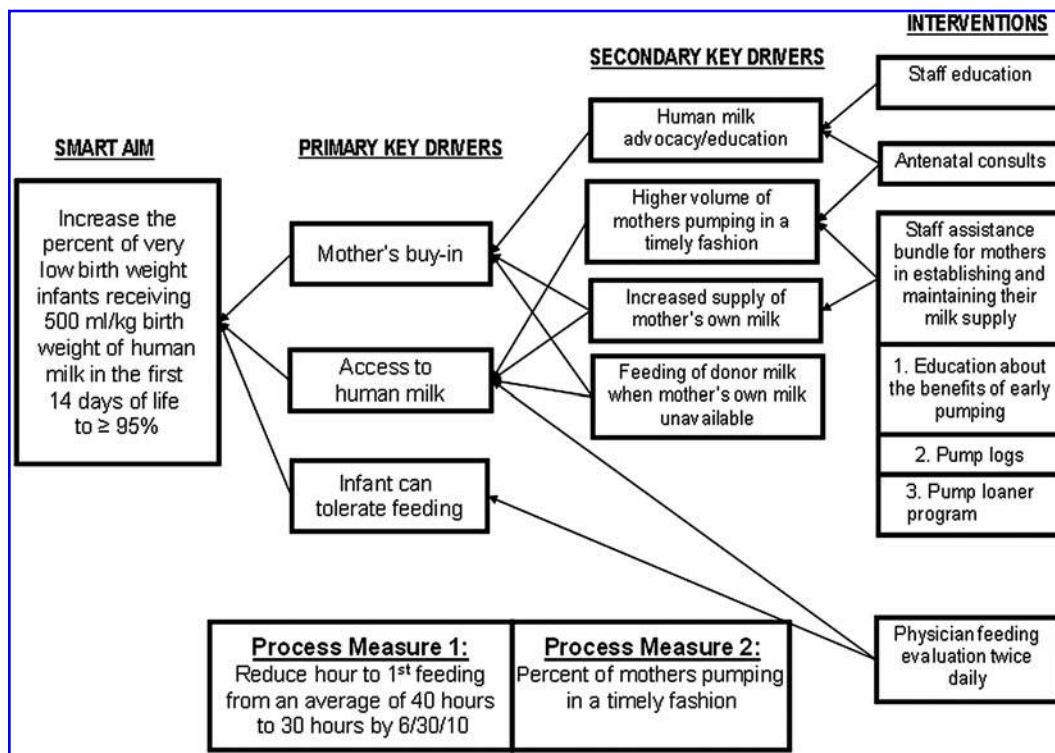 SMART AIM
Increase the
percent of very
low birth weight
infants receiving
500 ml/kg birth
weight of human
milk in the first
14 days of life
to ≥ 95%
PRIMARY KEY DRIVERS
Mother's buy-in
Access to
human milk
Infant can
tolerate feeding
SECONDARY KEY DRIVERS
Human milk
advocacy/education
Higher volume of
mothers pumping in a
timely fashion
Increased supply of
mother's own milk
Feeding of donor milk
when mother's own milk
unavailable
INTERVENTIONS
Staff education
Antenatal consults
Staff assistance
bundle for mothers
in establishing and
maintaining their
milk supply
1. Education about
the benefits of early
pumping
2. Pump logs
3. Pump loaner
program
Physician feeding
evaluation twice
daily
Process Measure 1:
Reduce hour to 1st feeding
from an average of 40 hours
to 30 hours by 6/30/10
Process Measure 2:
Percent of mothers pumping
in a timely fashion